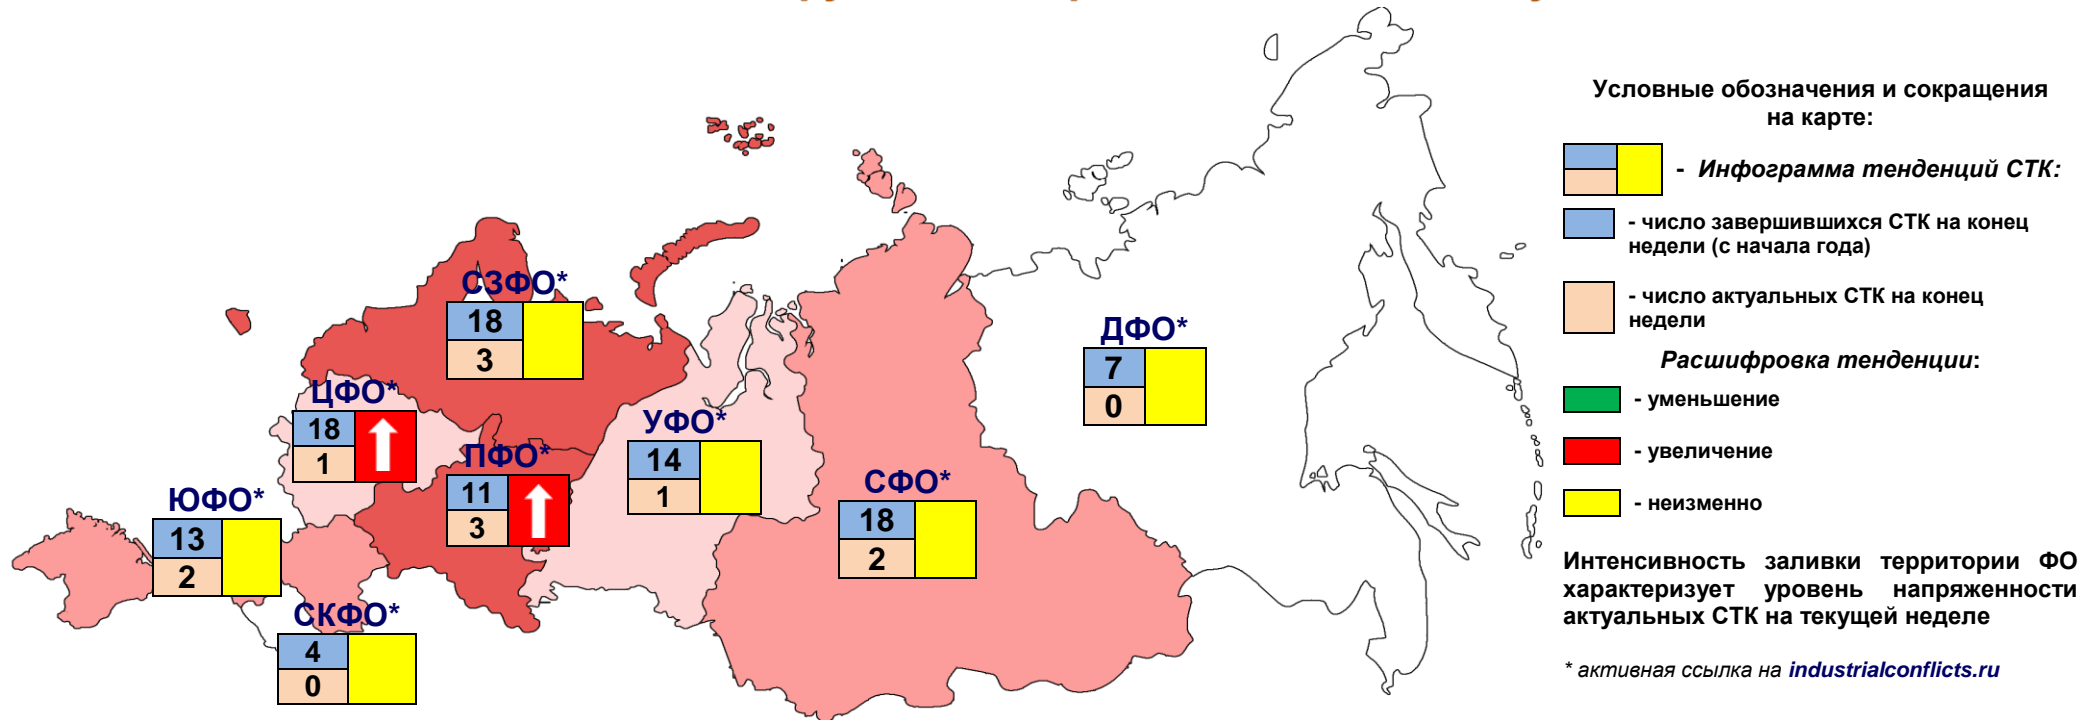 СЗФО*
18
3
ЦФО*
18
1
ПФО*
11
3
УФО*
14
1
ЮФО*
13
2
СКФО*
4
0
СФО*
18
2
ДФО*
7
0
Условные обозначения и сокращения
на карте:
- Инфограмма тенденций СТК:
- число завершившихся СТК на конец
недели (с начала года)
- число актуальных СТК на конец
недели
Расшифровка тенденции:
- уменьшение
- увеличение
- неизменно
Интенсивность заливки территории ФО
характеризует уровень напряженности
актуальных СТК на текущей неделе
* активная ссылка на industrialconflicts.ru